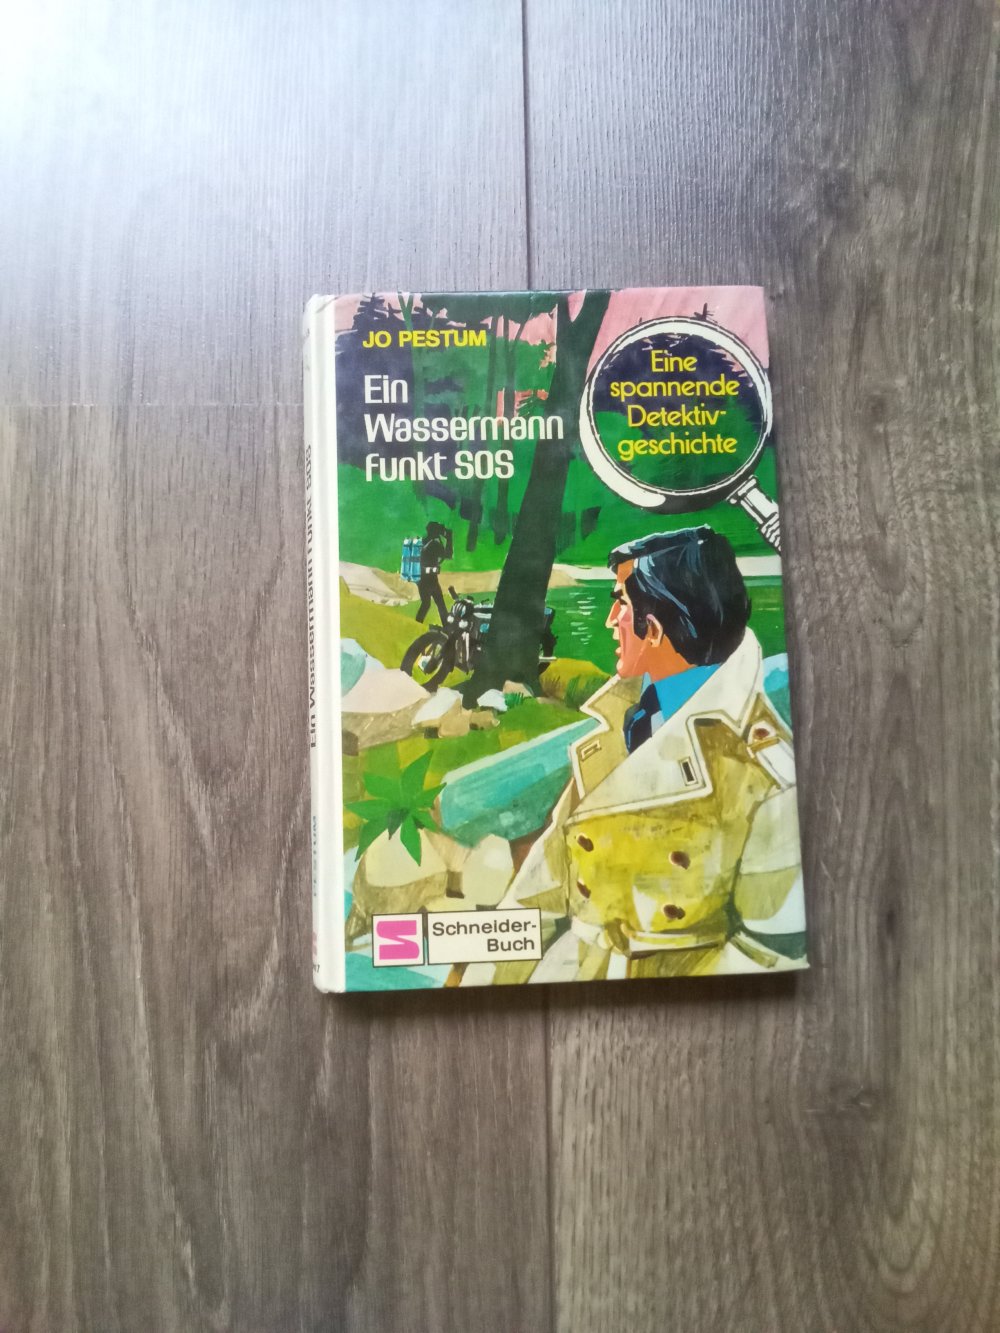 JO PESTUM
Ein
Wassermann
funkt SOS
Eine
spannende
Detektiv-
geschichte
Schneider-
Buch
Ein Wassermann funkt SOS